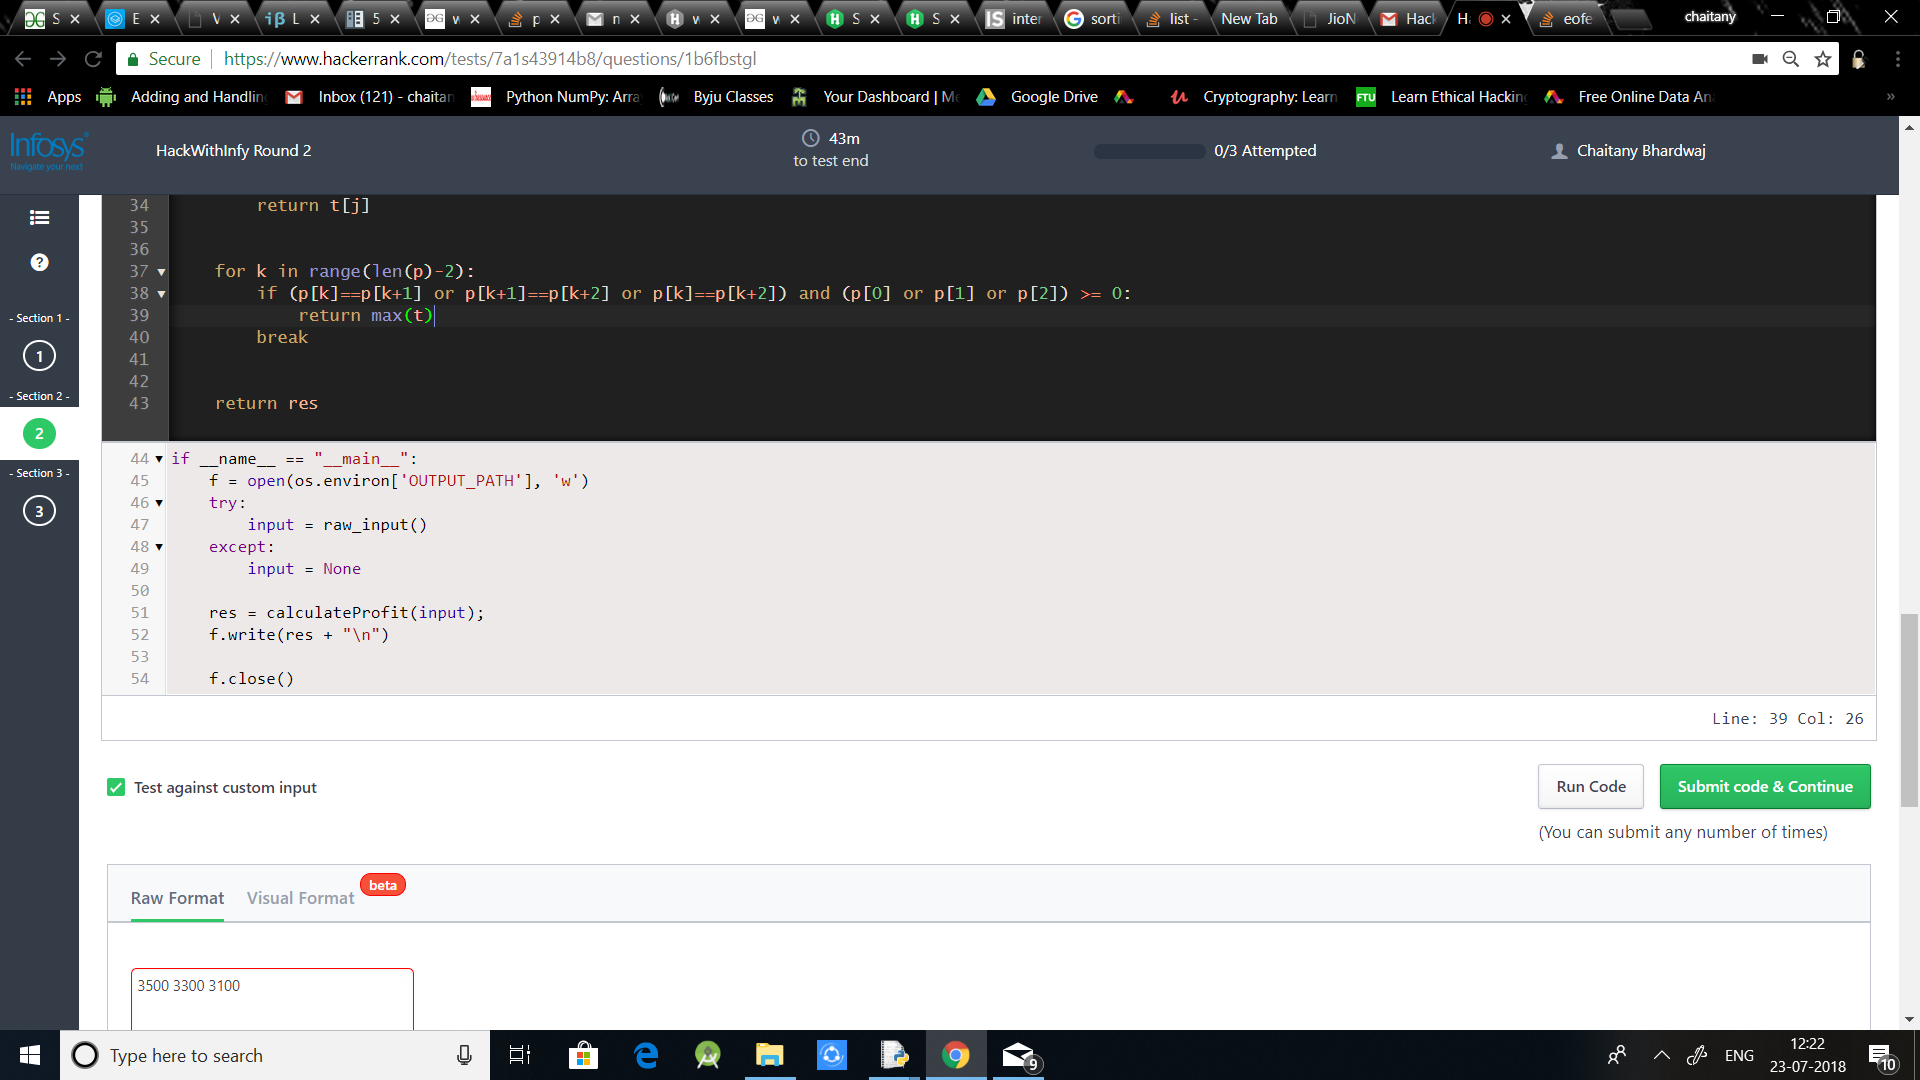 S
E
V
iβ L
5
w
p
n
w
w
S
S
IS inter
sorti
list -
New Tab
JioN
Hack
H
eofe
chaitany
Secure https://www.hackerrank.com/tests/7a1s43914b8/questions/1b6fbstgl
Apps Adding and Handlin Inbox (121) - chaitan Python NumPy: Arra Byju Classes Your Dashboard | M Google Drive Cryptography: Learn FTU Learn Ethical Hackin Free Online Data An »
Infosys
Navigate your next
HackWithInfy Round 2
43m
to test end
0/3 Attempted
Chaitany Bhardwaj
- Section 1 -
1
- Section 2 -
2
- Section 3 -
3
34 return t[j]
35
36
37 for k in range(len(p)-2):
38 if (p[k]==p[k+1] or p[k+1]==p[k+2] or p[k]==p[k+2]) and (p[0] or p[1] or p[2]) >= 0:
39 return max(t)
40 break
41
42
43 return res
44 if __name__ == "__main__":
45 f = open(os.environ['OUTPUT_PATH'], 'w')
46 try:
47 input = raw_input()
48 except:
49 input = None
50
51 res = calculateProfit(input);
52 f.write(res + "\n")
53
54 f.close()
Line: 39 Col: 26
Test against custom input
Run Code
Submit code & Continue
(You can submit any number of times)
Raw Format
Visual Format
beta
3500 3300 3100
Type here to search
9
ENG
12:22
23-07-2018
10